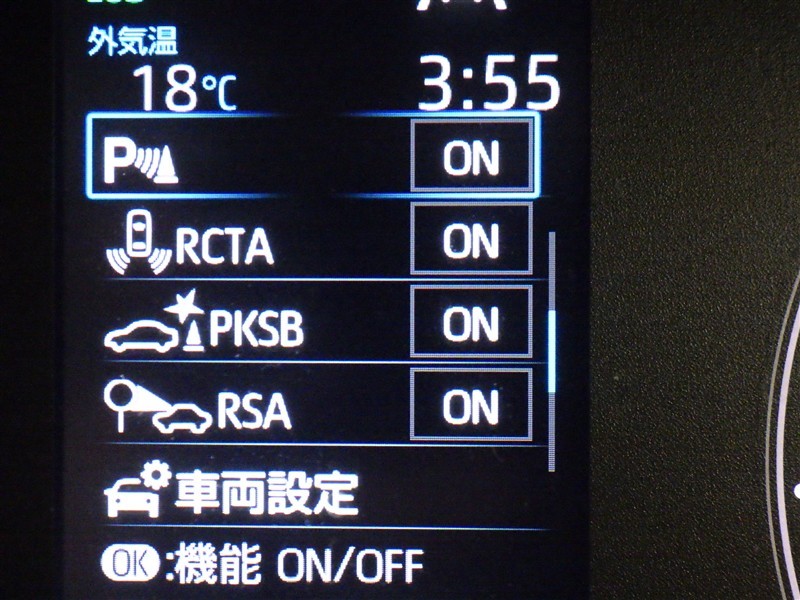 外気温
18℃ 3:55
P ON
RCTA ON
PKSB ON
RSA ON
車両設定
OK:機能 ON/OFF